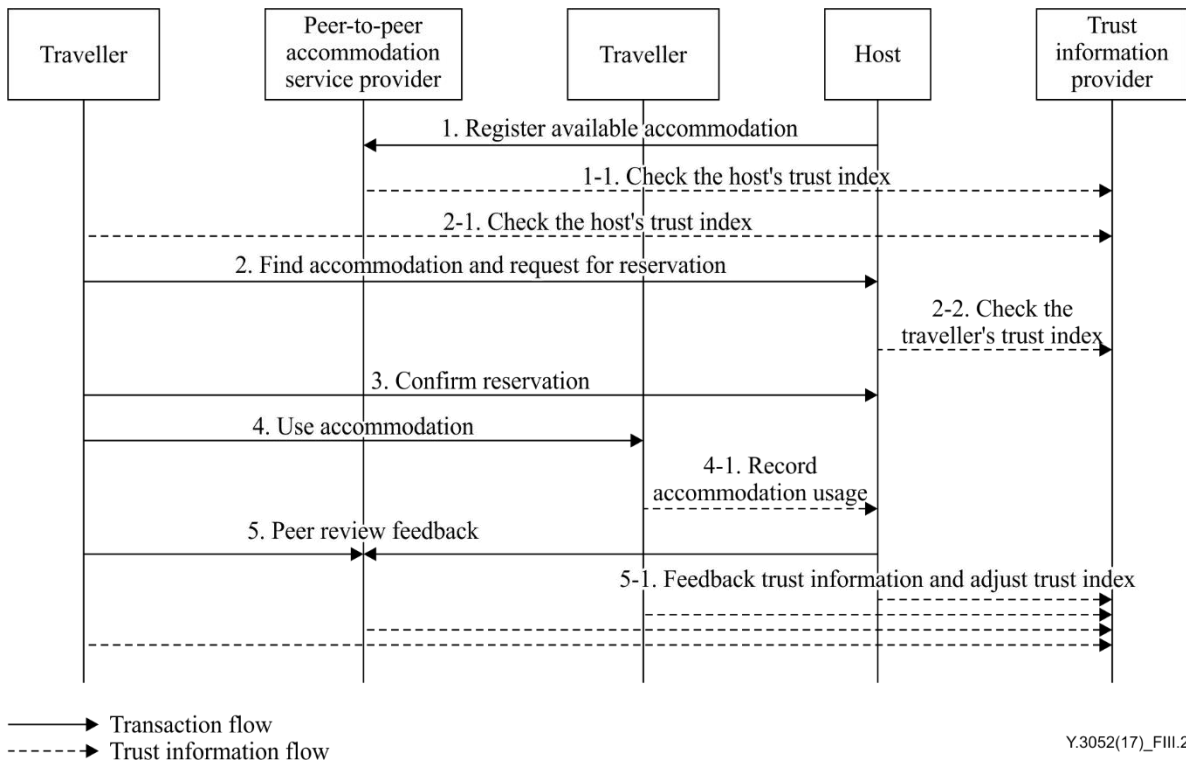 Traveller
Peer-to-peer
accommodation
service provider
Traveller
Host
Trust
information
provider
1. Register available accommodation
1-1. Check the host's trust index
2-1. Check the host's trust index
2. Find accommodation and request for reservation
2-2. Check the
traveller's trust index
3. Confirm reservation
4. Use accommodation
4-1. Record
accommodation usage
5. Peer review feedback
5-1. Feedback trust information and adjust trust index
Transaction flow
Trust information flow
Y.3052(17)_FIII.2